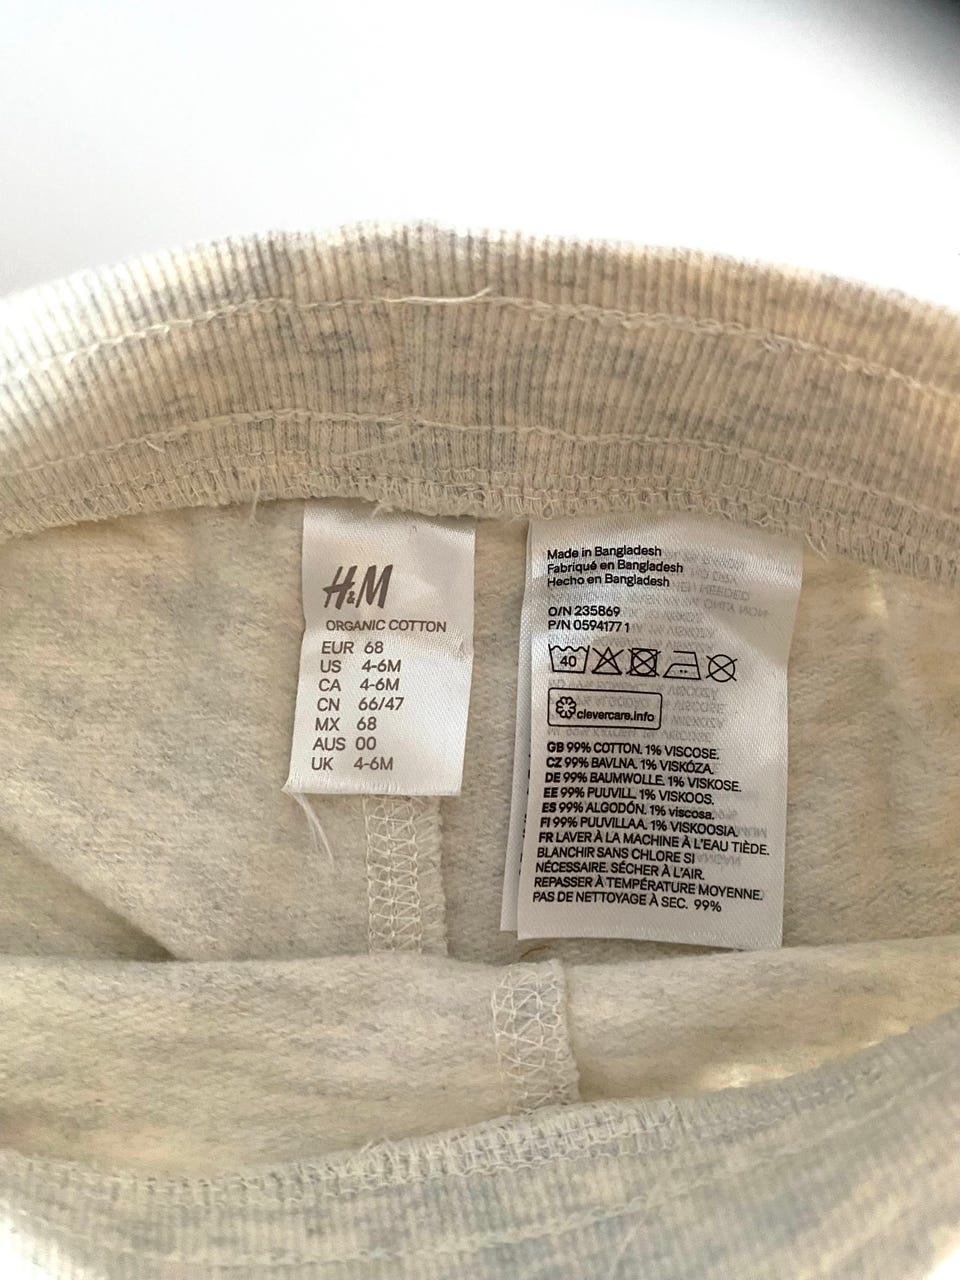 H&M
ORGANIC COTTON
EUR 68
US 4-6M
CA 4-6M
CN 66/47
MX 68
AUS 00
UK 4-6M
Made in Bangladesh
Fabriqué en Bangladesh
Hecho en Bangladesh
O/N 235869
P/N 0594177 1
40
clevercare.info
GB 99% COTTON. 1% VISCOSE.
CZ 99% BAVLNA. 1% VISKÓZA.
DE 99% BAUMWOLLE. 1% VISKOSE.
EE 99% PUUVILL. 1% VISKOOS.
ES 99% ALGODÓN. 1% viscosa.
FI 99% PUUVILLAA. 1% VISKOOSIA.
FR LAVER À LA MACHINE À L'EAU TIÈDE.
BLANCHIR SANS CHLORE SI
NÉCESSAIRE. SÉCHER À L'AIR.
REPASSER À TEMPÉRATURE MOYENNE.
PAS DE NETTOYAGE À SEC. 99%